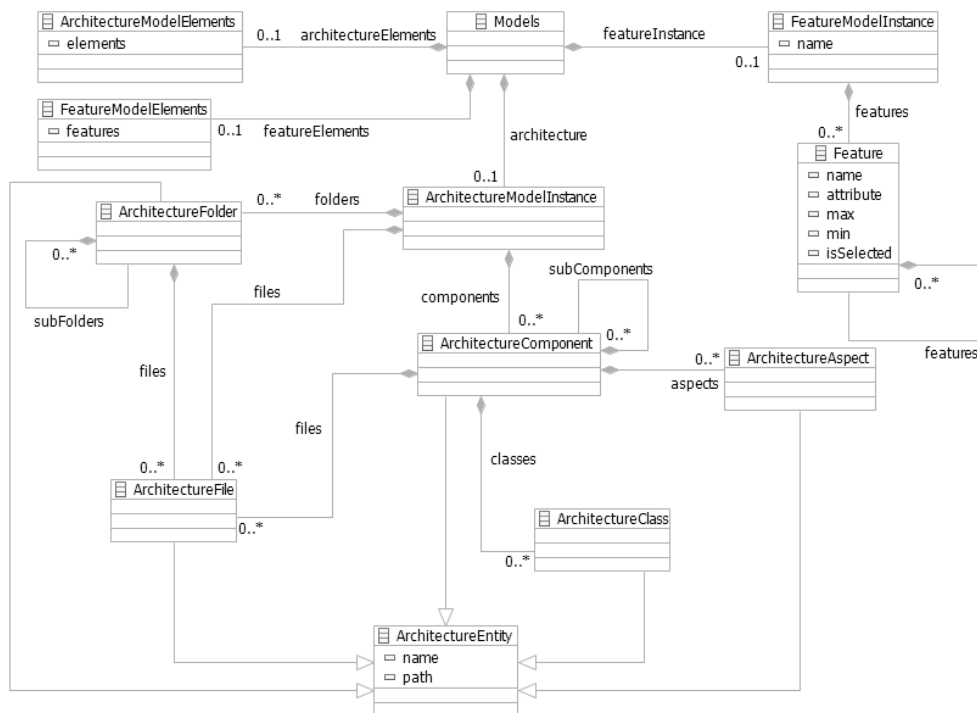 ArchitectureModelElements
elements
0..1
architectureElements
Models
featureInstance
0..1
FeatureModelInstance
name
FeatureModelElements
features
0..1
featureElements
architecture
0..1
features
0..*
Feature
name
attribute
max
min
isSelected
0..*
features
ArchitectureFolder
0..*
folders
ArchitectureModelInstance
0..*
subFolders
files
files
components
0..*
subComponents
0..*
ArchitectureComponent
0..*
aspects
ArchitectureAspect
files
classes
0..*
0..*
ArchitectureFile
0..*
ArchitectureClass
0..*
ArchitectureEntity
name
path